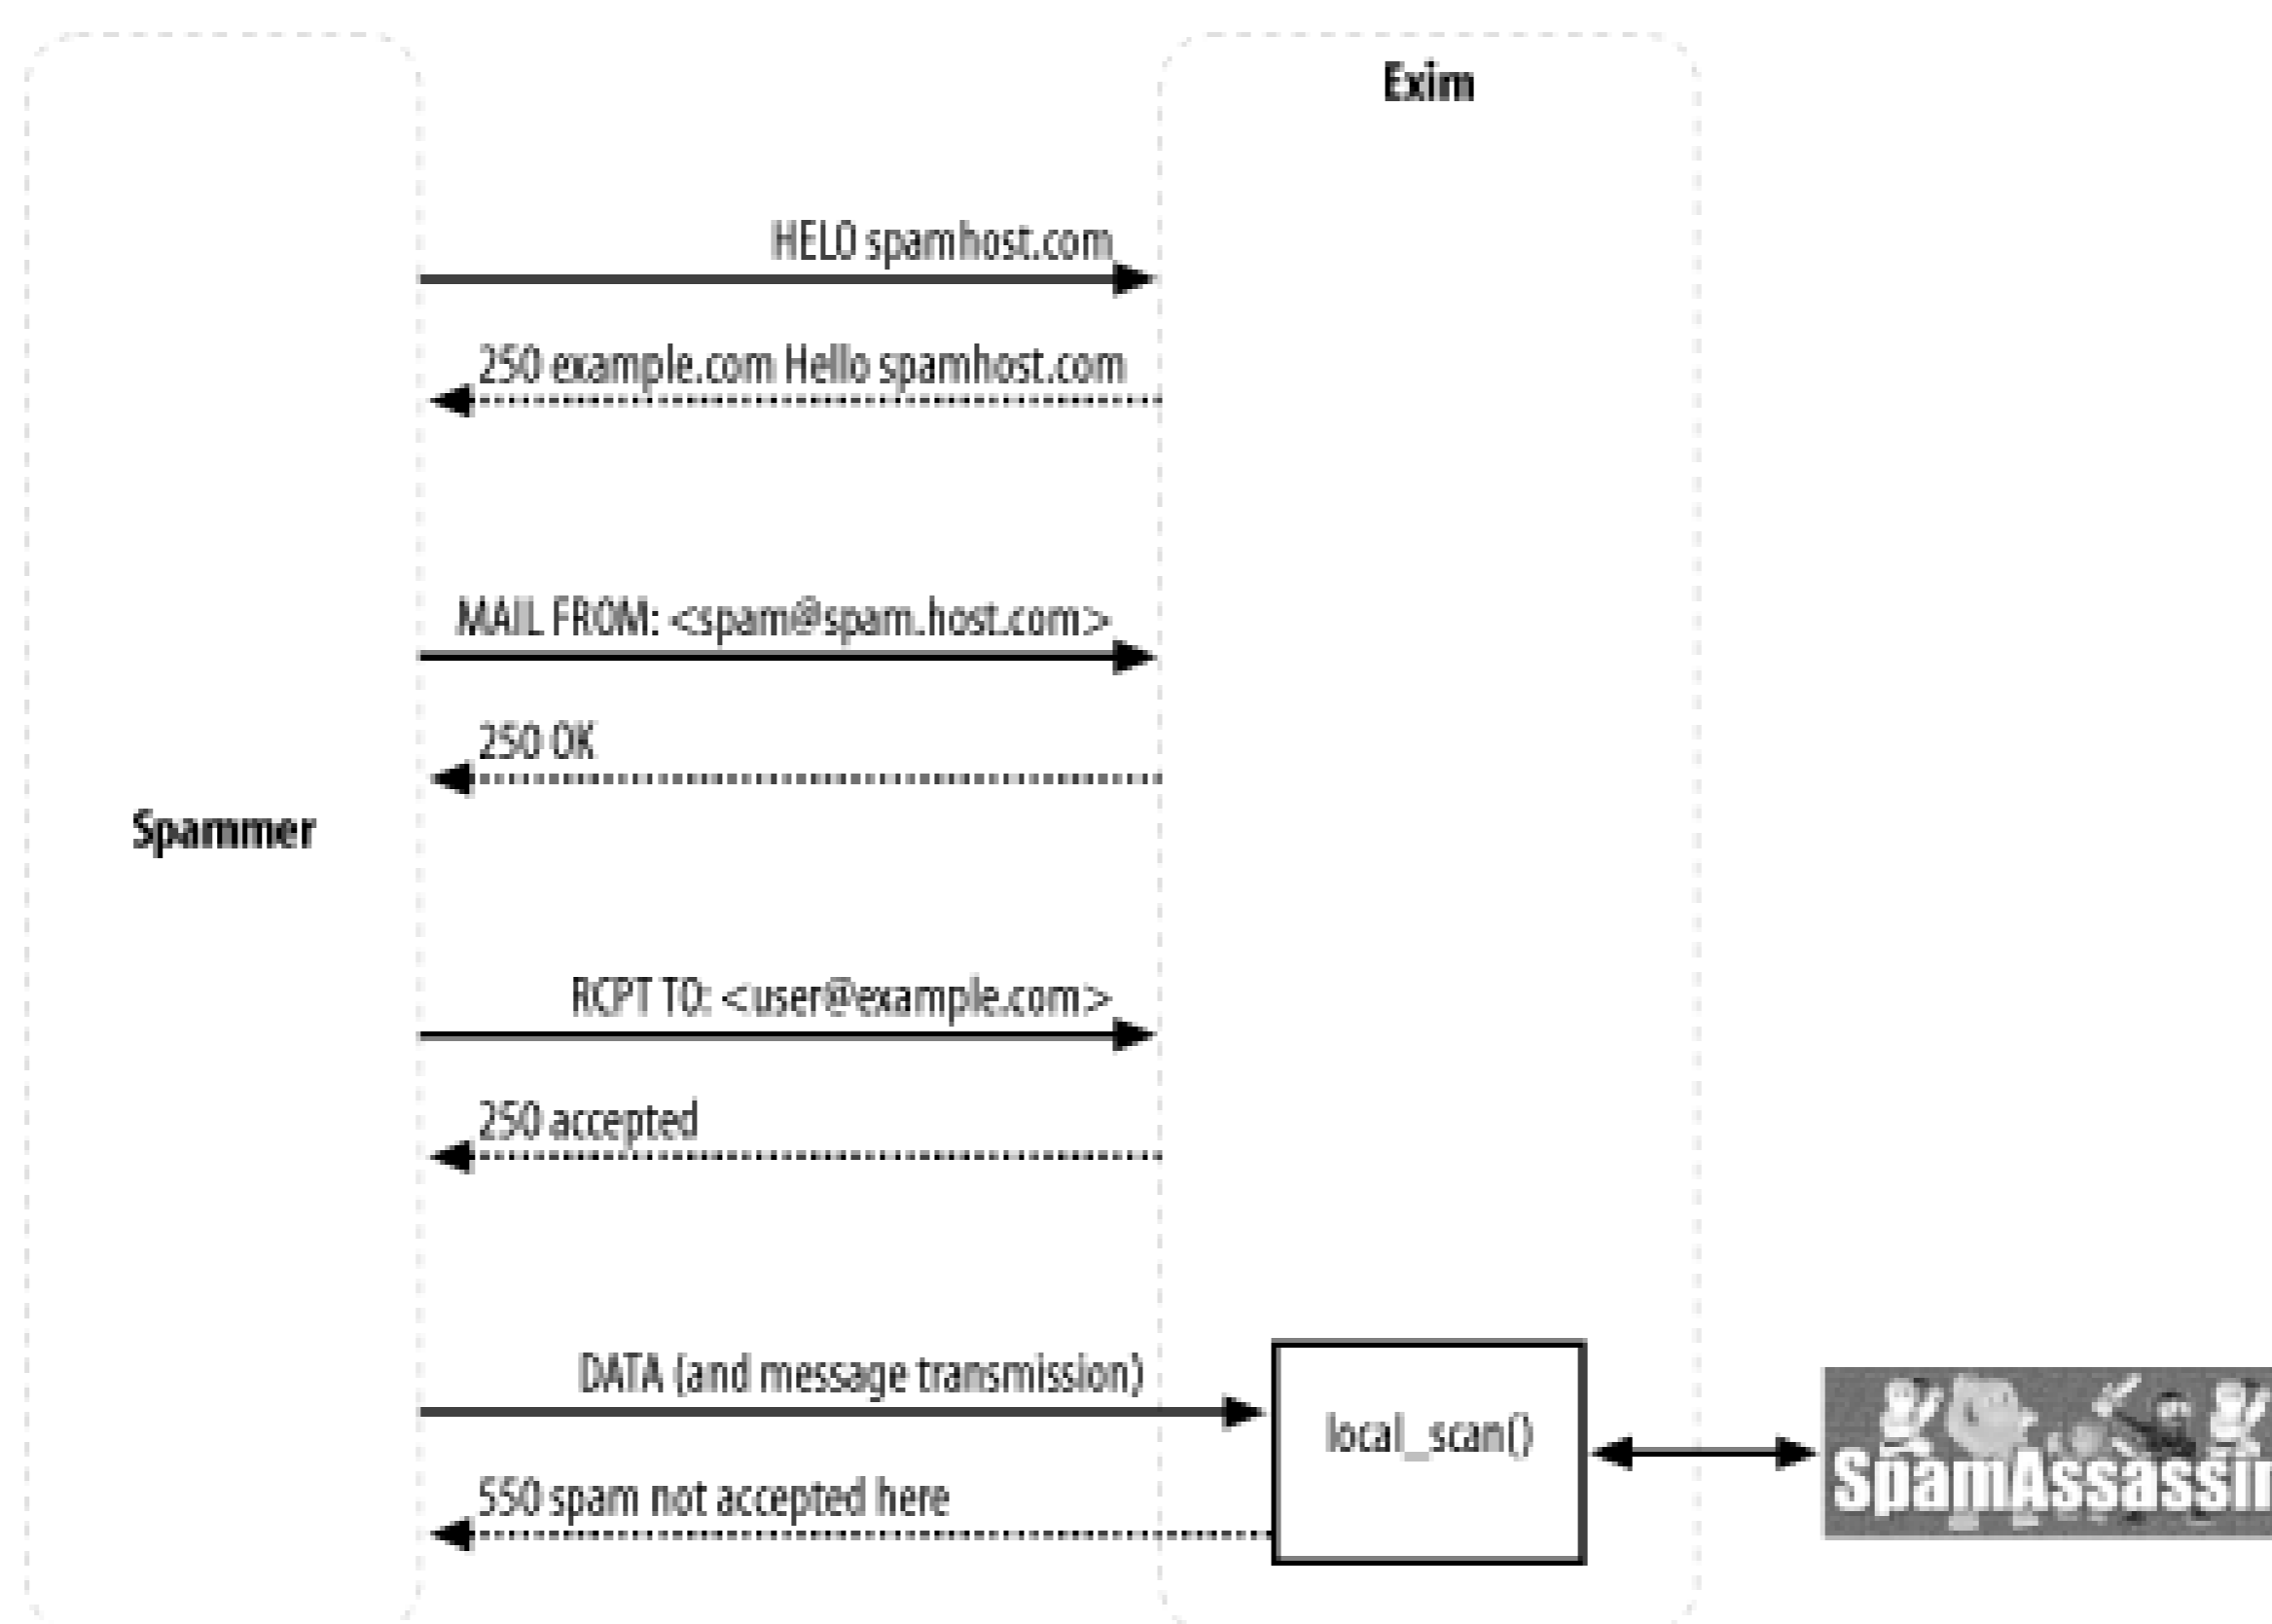 Exim
HELO spamhost.com
250 example.com Hello spamhost.com
MAIL FROM: <spam@spam.host.com>
250 OK
Spammer
RCPT TO: <user@example.com>
250 accepted
DATA (and message transmission)
local_scan()
SpamAssassin
550 spam not accepted here